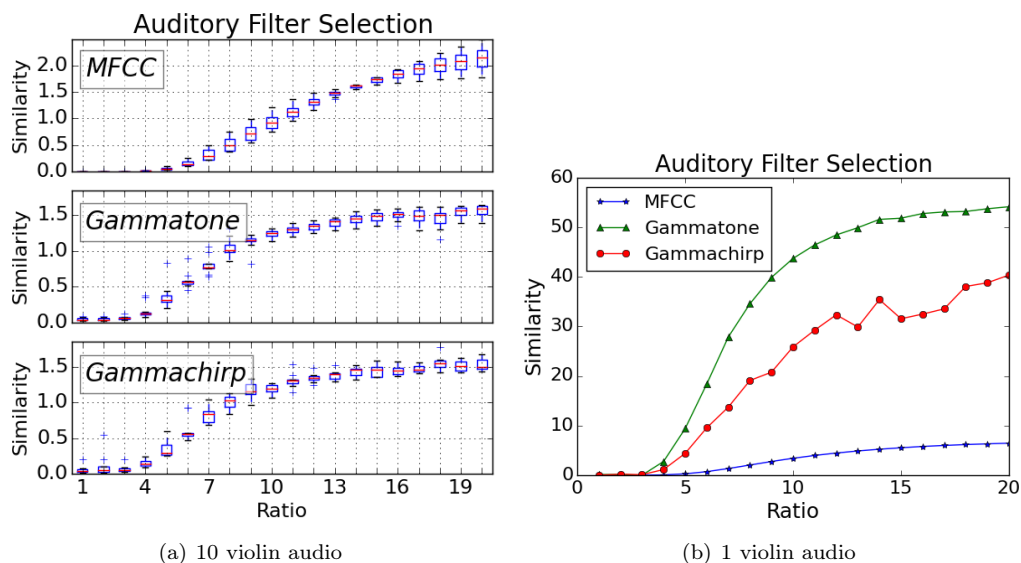 Auditory Filter Selection
MFCC
Similarity
2.0
1.5
1.0
0.5
0.0
Gammatone
Similarity
1.5
1.0
0.5
0.0
Gammachirp
Similarity
1.5
1.0
0.5
0.0
1 4 7 10 13 16 19
Ratio
(a) 10 violin audio
Auditory Filter Selection
MFCC
Gammatone
Gammachirp
Similarity
60
50
40
30
20
10
0
0 5 10 15 20
Ratio
(b) 1 violin audio